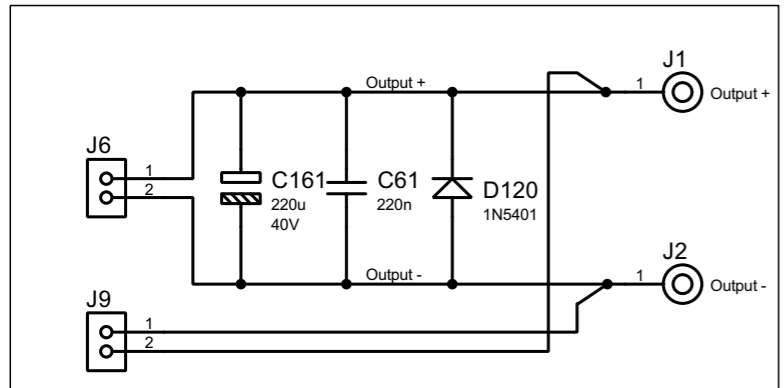 J1
Output +
1
Output +
J6
1
2
C161
220u
40V
C61
220n
D120
1N5401
J2
Output -
1
Output -
J9
1
2